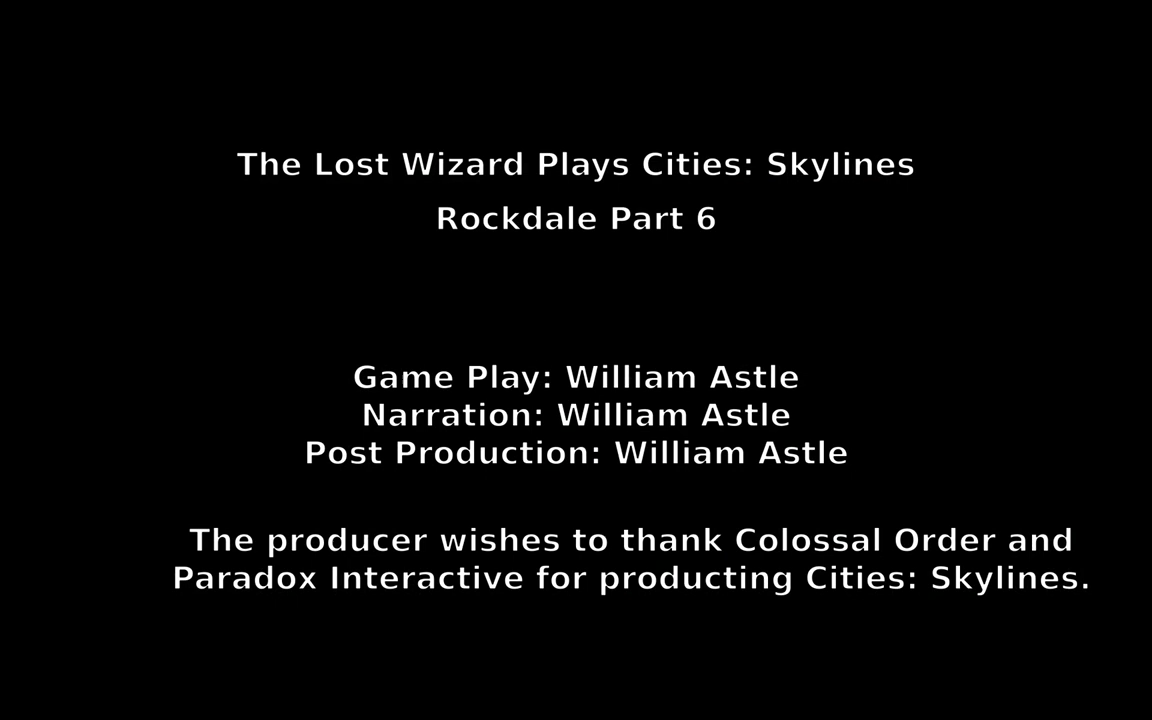 The Lost Wizard Plays Cities: Skylines
Rockdale Part 6
Game Play: William Astle
Narration: William Astle
Post Production: William Astle
The producer wishes to thank Colossal Order and
Paradox Interactive for producting Cities: Skylines.